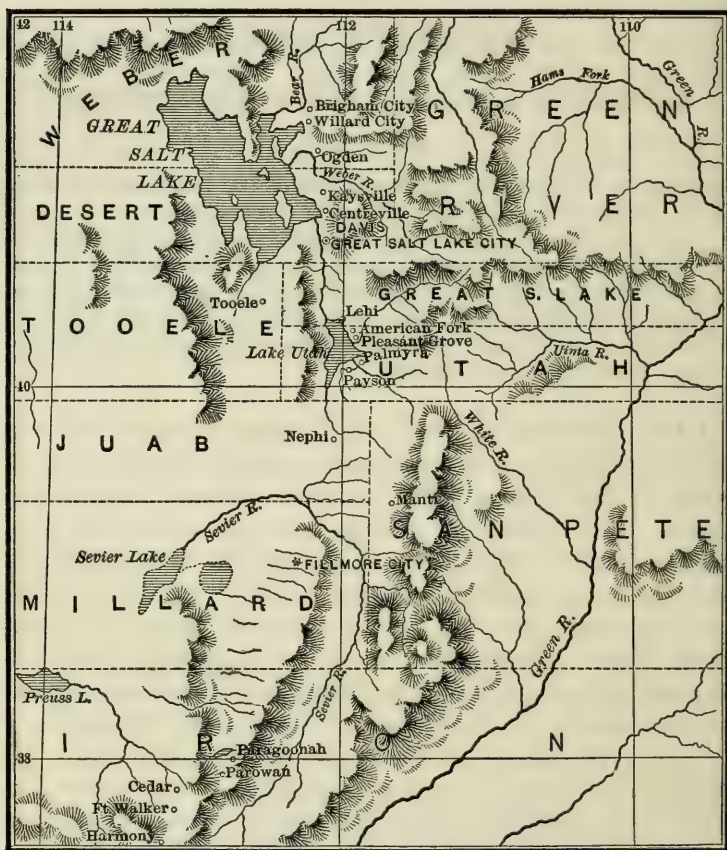 42
114
112
110
WEBER
Bear R.
Hams Fork
Green R.
Brigham City
Willard City
GREEN
GREAT
SALT
LAKE
Ogden
Weber R.
Kaysville
DESERT
Centreville
RIVER
DAVIS
GREAT SALT LAKE CITY
Tooele
GREAT S. LAKE
Lehi
TOOELE
American Fork
Pleasant Grove
Lake Utah
Palmyra
Uinta R.
UTAH
Payson
40
JUAB
Nephi
White R.
Manti
Sevier R.
SANPETE
Sevier Lake
FILLMORE CITY
MILLARD
Green R.
Sevier R.
Preuss L.
IRON
Paragoonah
38
Parowan
Cedar
Ft. Walker
Harmony